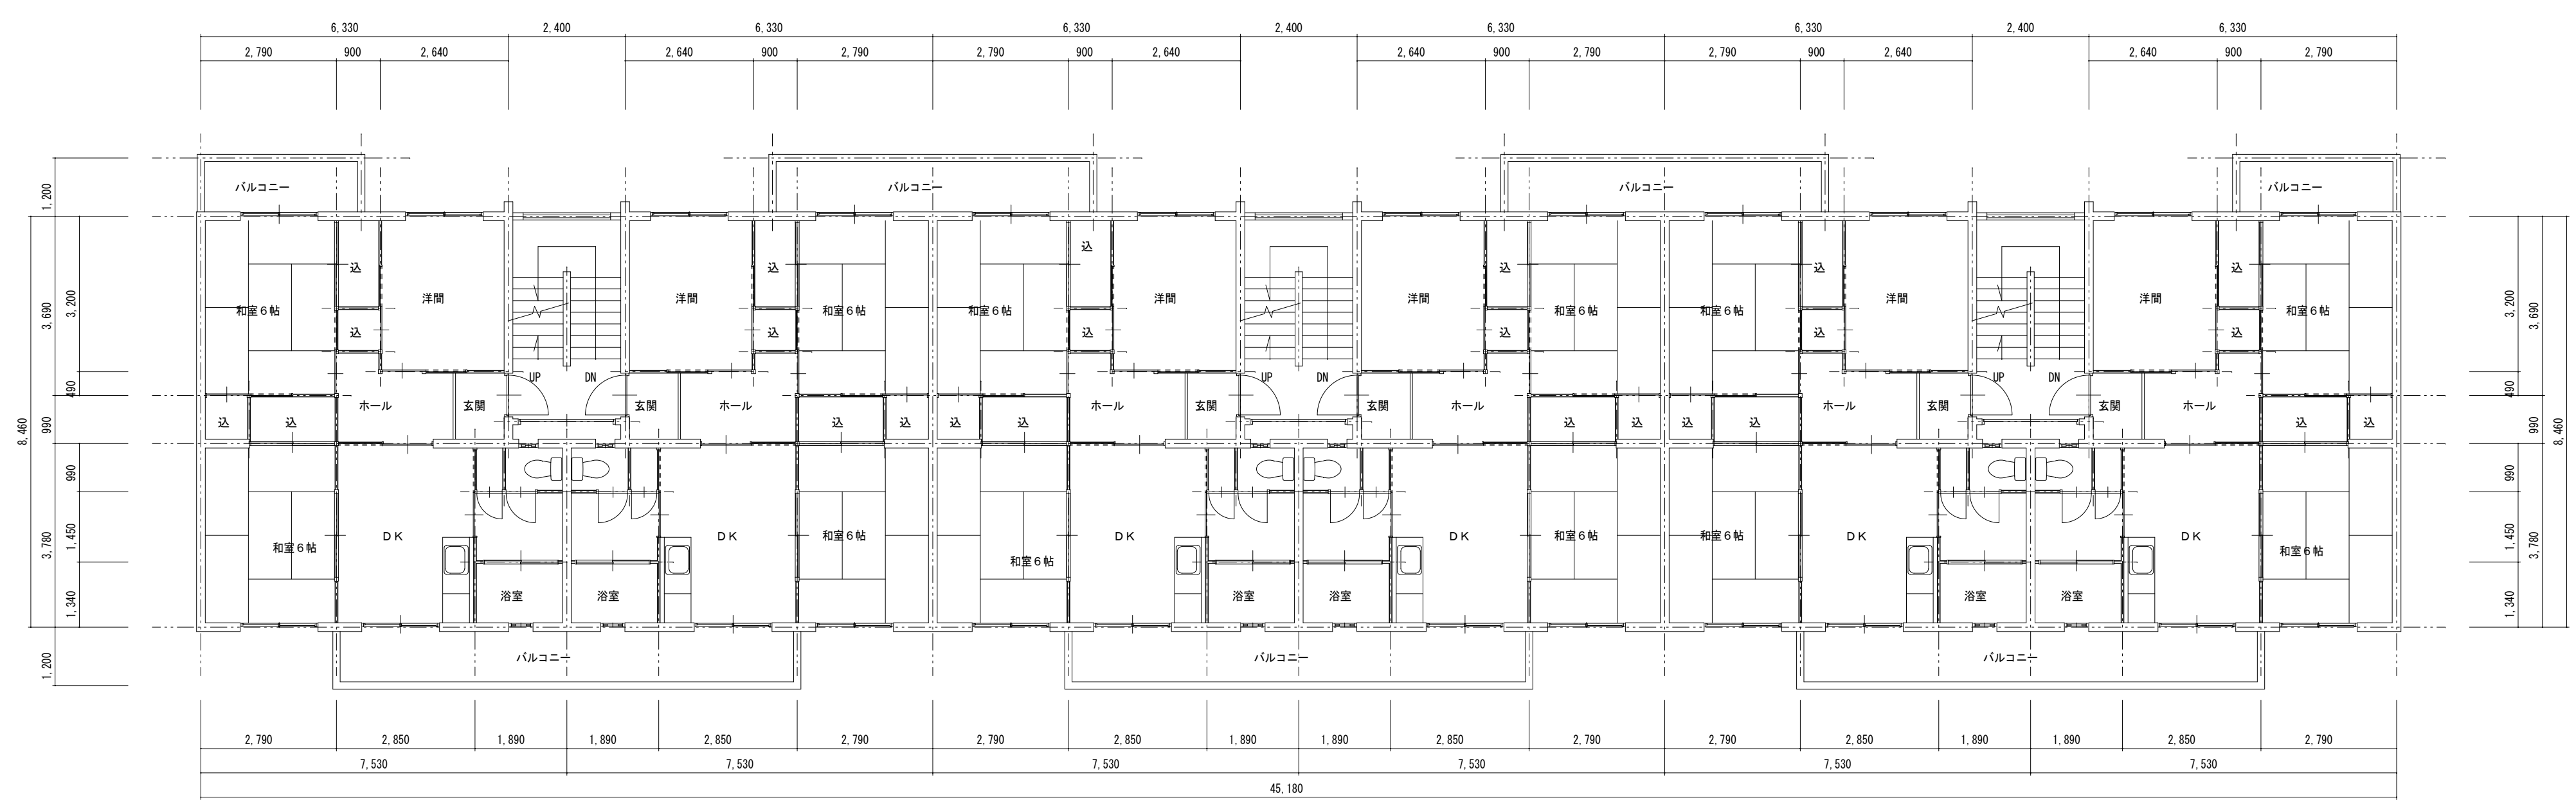 6,330 2,400 6,330 6,330 2,400 6,330 6,330 2,400 6,330
2,790 900 2,640 2,640 900 2,790 2,790 900 2,640 2,640 900 2,790 2,790 900 2,640 2,640 900 2,790
バルコニー バルコニー バルコニー バルコニー
1,200 3,690 3,200 490 990 8,460 990 3,780 1,450 1,340 1,200
込
込 込 込 込 込
和室6帖 洋間 洋間 和室6帖 和室6帖 洋間 洋間 和室6帖 和室6帖 洋間 洋間 和室6帖
込 込 込 込 込 込
UP DN UP DN UP DN
ホール 玄関 玄関 ホール ホール 玄関 玄関 ホール ホール 玄関 玄関 ホール
込 込 込 込 込 込 込 込 込 込 込 込
和室6帖 DK DK 和室6帖 和室6帖 DK DK 和室6帖 和室6帖 DK DK 和室6帖
浴室 浴室 浴室 浴室 浴室 浴室
バルコニー バルコニー バルコニー
3,200 3,690 490 990 8,460 990 1,450 3,780 1,340
2,790 2,850 1,890 1,890 2,850 2,790 2,790 2,850 1,890 1,890 2,850 2,790 2,790 2,850 1,890 1,890 2,850 2,790
7,530 7,530 7,530 7,530 7,530 7,530
45,180